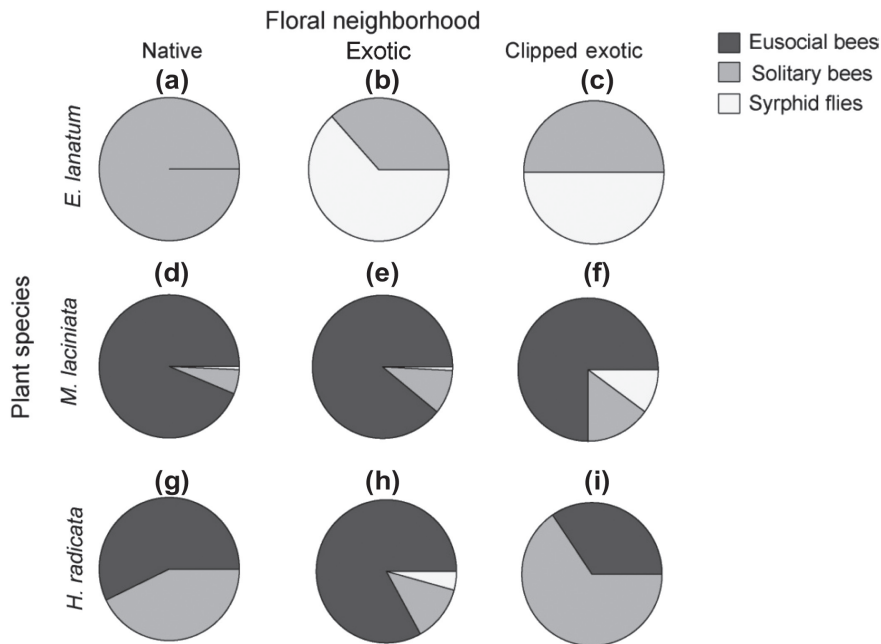 Floral neighborhood
Native
Exotic
Clipped exotic
Eusocial bees
Solitary bees
Syrphid flies
(a)
(b)
(c)
E. lanatum
(d)
(e)
(f)
M. laciniata
Plant species
(g)
(h)
(i)
H. radicata